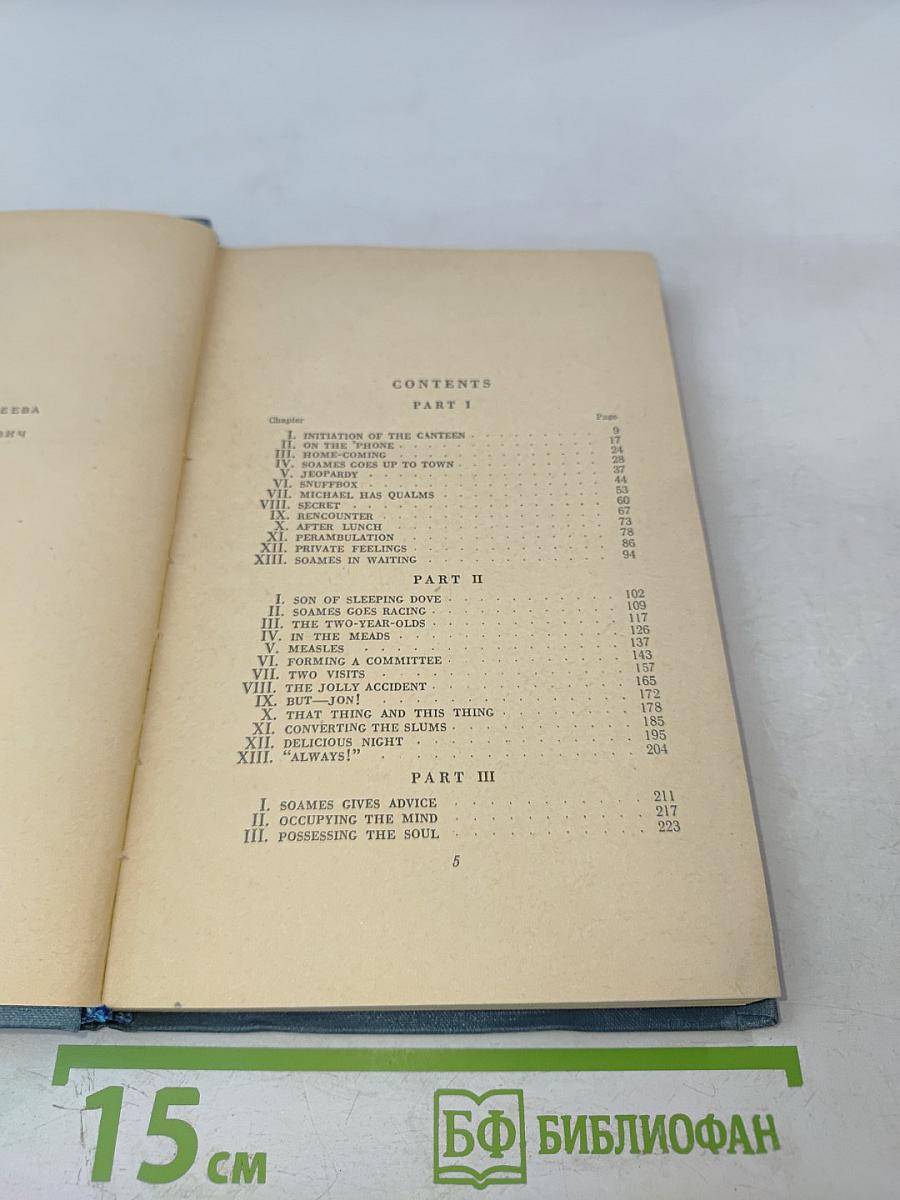 ЕЕВА
ВИЧ
CONTENTS
PART I
Chapter Page
I. INITIATION OF THE CANTEEN 9
II. ON THE 'PHONE 17
III. HOME-COMING 24
IV. SOAMES GOES UP TO TOWN 28
V. JEOPARDY 37
VI. SNUFFBOX 44
VII. MICHAEL HAS QUALMS 53
VIII. SECRET 60
IX. RENCOUNTER 67
X. AFTER LUNCH 73
XI. PERAMBULATION 78
XII. PRIVATE FEELINGS 86
XIII. SOAMES IN WAITING 94
PART II
I. SON OF SLEEPING DOVE 102
II. SOAMES GOES RACING 109
III. THE TWO-YEAR-OLDS 117
IV. IN THE MEADS 126
V. MEASLES 137
VI. FORMING A COMMITTEE 143
VII. TWO VISITS 157
VIII. THE JOLLY ACCIDENT 165
IX. BUT—JON! 172
X. THAT THING AND THIS THING 178
XI. CONVERTING THE SLUMS 185
XII. DELICIOUS NIGHT 195
XIII. "ALWAYS!" 204
PART III
I. SOAMES GIVES ADVICE 211
II. OCCUPYING THE MIND 217
III. POSSESSING THE SOUL 223
5
15 см
БФ БИБЛИОФАН